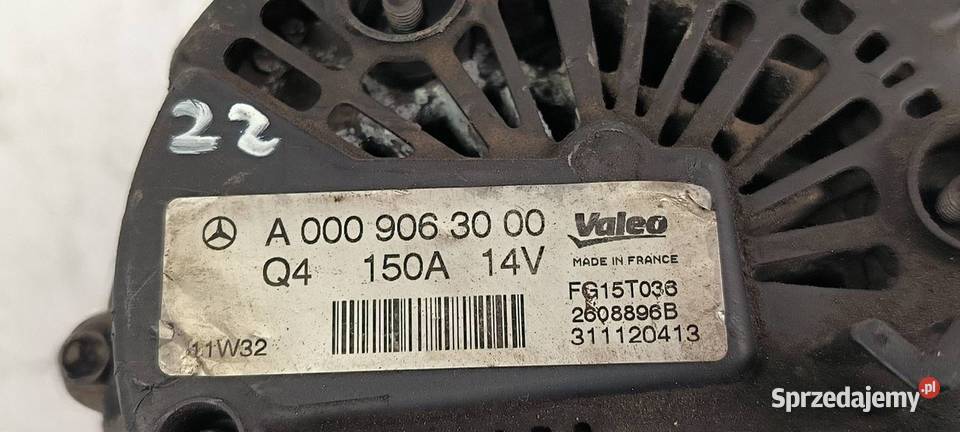 22
A 000 906 30 00
Valeo
Q4 150A 14V
MADE IN FRANCE
FG15T036
2608896B
311120413
11W32
Sprzedajemy.pl